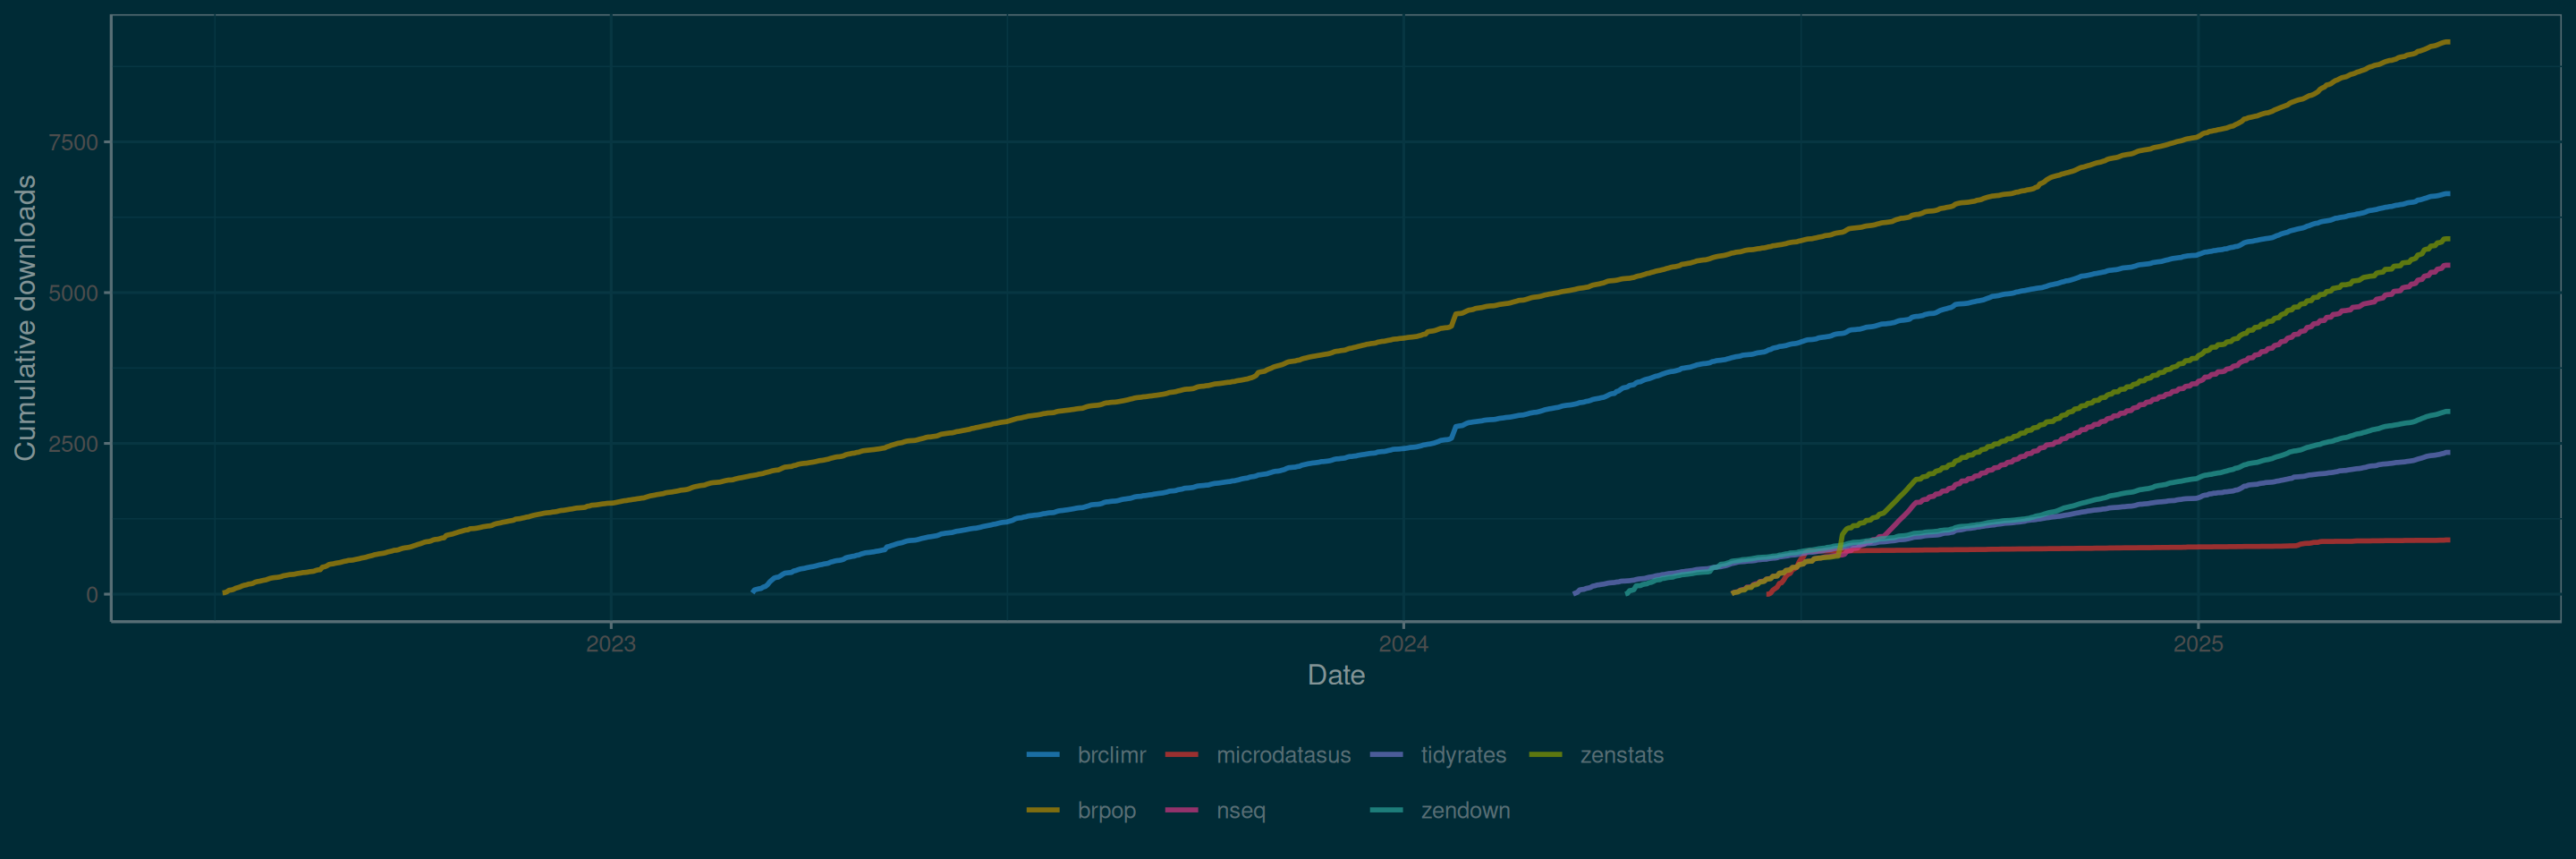 Cumulative downloads
7500
5000
2500
0
2023 2024 2025
Date
brclimr microdatasus tidyrates zenstats
brpop nseq zendown